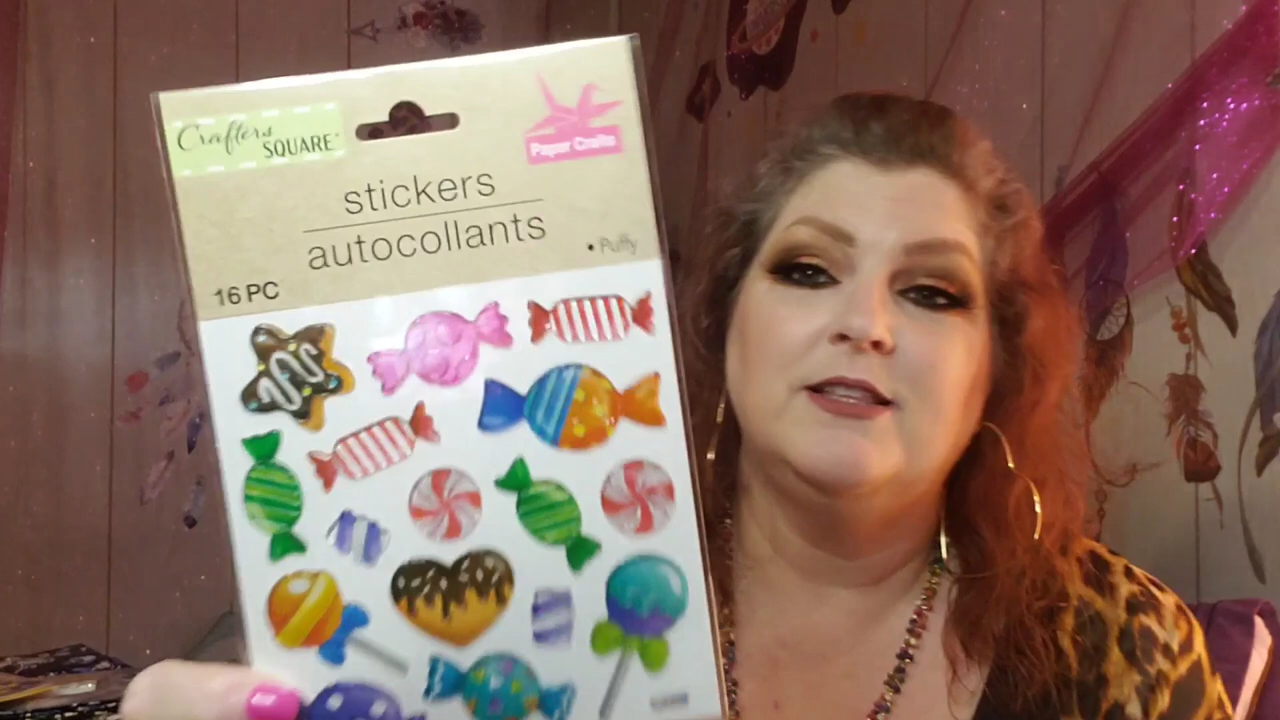 Crafters
SQUARE
Paper Crafts
stickers
autocollants
• Puffy
16 PC